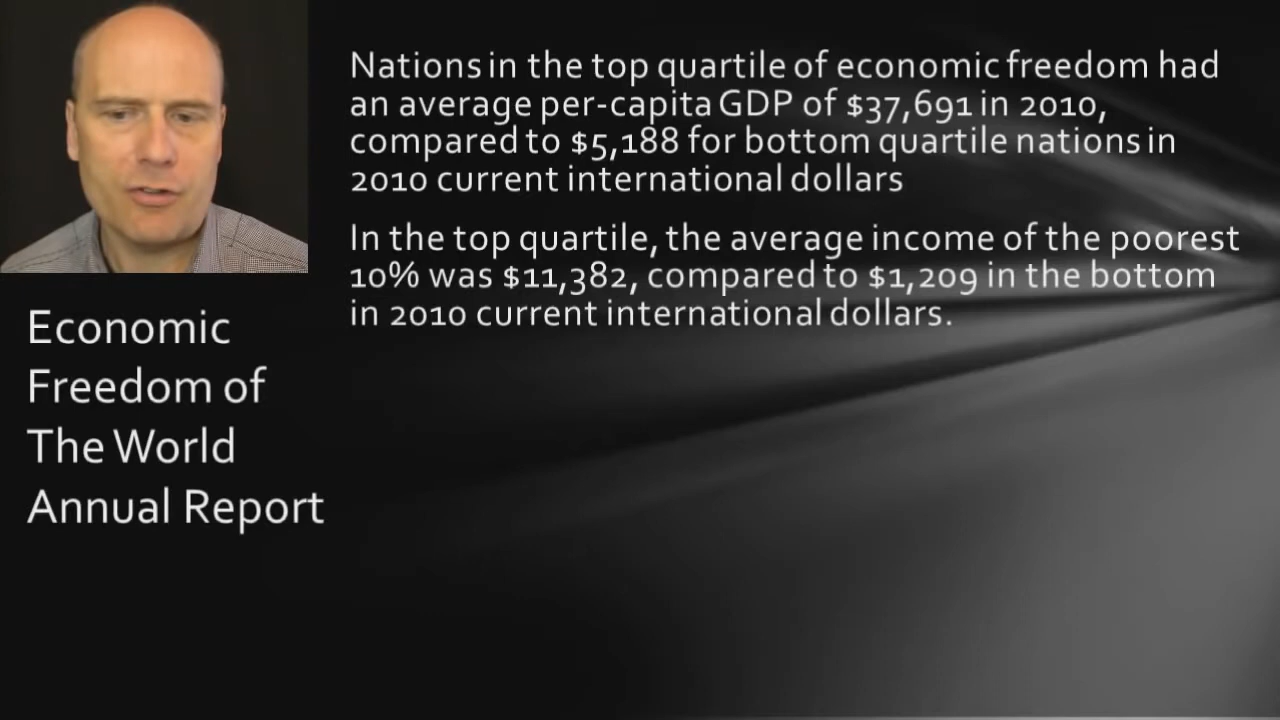 Nations in the top quartile of economic freedom had
an average per-capita GDP of $37,691 in 2010,
compared to $5,188 for bottom quartile nations in
2010 current international dollars
In the top quartile, the average income of the poorest
10% was $11,382, compared to $1,209 in the bottom
in 2010 current international dollars.
Economic
Freedom of
The World
Annual Report